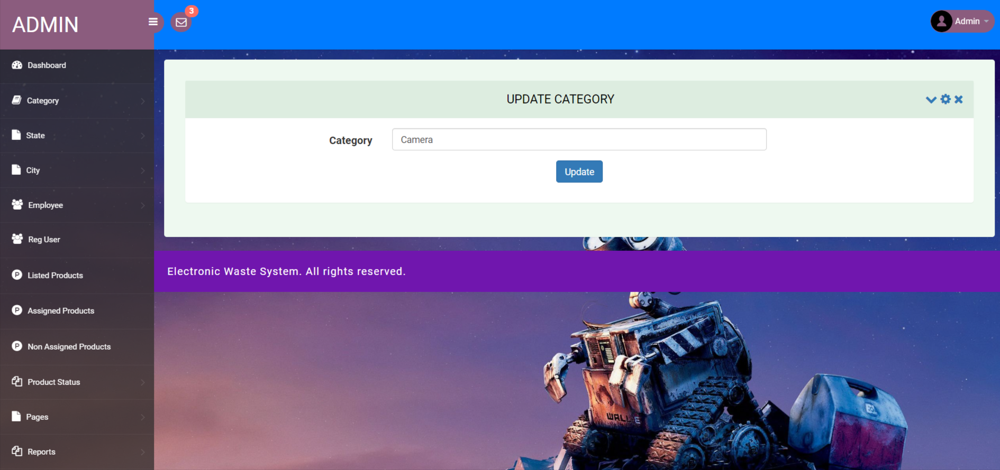 ADMIN
3
Admin
Dashboard
Category
State
City
Employee
Reg User
P Listed Products
P Assigned Products
P Non Assigned Products
Product Status
Pages
Reports
UPDATE CATEGORY
Category
Camera
Update
Electronic Waste System. All rights reserved.
WALL